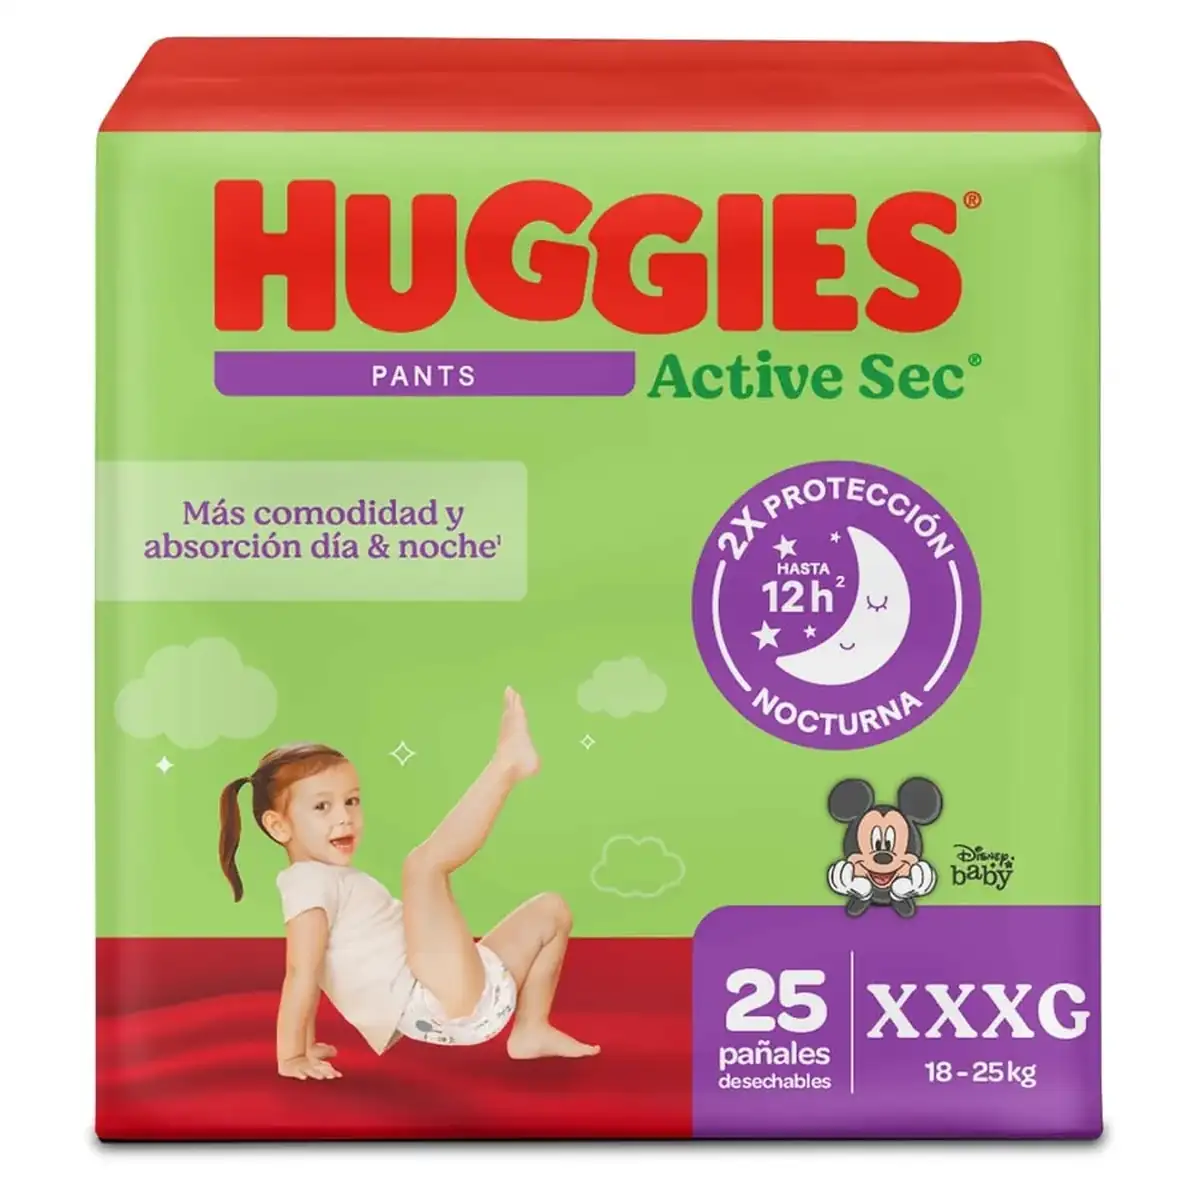 HUGGIES®
PANTS
Active Sec®
Más comodidad y
absorción día & noche¹
2X PROTECCIÓN
HASTA
12h²
NOCTURNA
Disney
baby
25
pañales
desechables
XXXG
18 - 25 kg